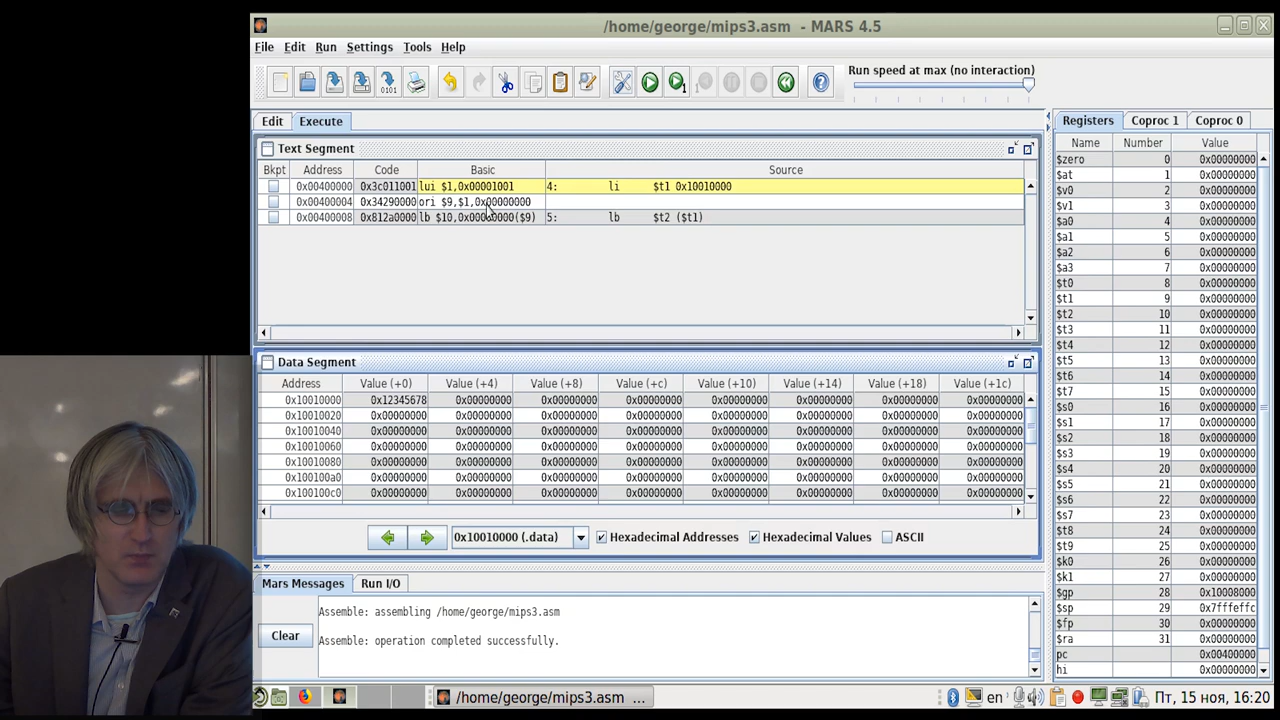 /home/george/mips3.asm - MARS 4.5
File Edit Run Settings Tools Help
Run speed at max (no interaction)
Edit Execute
Text Segment
Bkpt Address Code Basic Source
0x00400000 0x3c011001 lui $1,0x00001001 4: li $t1 0x10010000
0x00400004 0x34290000 ori $9,$1,0x00000000
0x00400008 0x812a0000 lb $10,0x00000000($9) 5: lb $t2 ($t1)
Data Segment
Address Value (+0) Value (+4) Value (+8) Value (+c) Value (+10) Value (+14) Value (+18) Value (+1c)
0x10010000 0x12345678 0x00000000 0x00000000 0x00000000 0x00000000 0x00000000 0x00000000 0x00000000
0x10010020 0x00000000 0x00000000 0x00000000 0x00000000 0x00000000 0x00000000 0x00000000 0x00000000
0x10010040 0x00000000 0x00000000 0x00000000 0x00000000 0x00000000 0x00000000 0x00000000 0x00000000
0x10010060 0x00000000 0x00000000 0x00000000 0x00000000 0x00000000 0x00000000 0x00000000 0x00000000
0x10010080 0x00000000 0x00000000 0x00000000 0x00000000 0x00000000 0x00000000 0x00000000 0x00000000
0x100100a0 0x00000000 0x00000000 0x00000000 0x00000000 0x00000000 0x00000000 0x00000000 0x00000000
0x100100c0 0x00000000 0x00000000 0x00000000 0x00000000 0x00000000 0x00000000 0x00000000 0x00000000
0x10010000 (.data) Hexadecimal Addresses Hexadecimal Values ASCII
Mars Messages Run I/O
Assemble: assembling /home/george/mips3.asm
Assemble: operation completed successfully.
Clear
Registers Coproc 1 Coproc 0
Name Number Value
$zero 0 0x00000000
$at 1 0x00000000
$v0 2 0x00000000
$v1 3 0x00000000
$a0 4 0x00000000
$a1 5 0x00000000
$a2 6 0x00000000
$a3 7 0x00000000
$t0 8 0x00000000
$t1 9 0x00000000
$t2 10 0x00000000
$t3 11 0x00000000
$t4 12 0x00000000
$t5 13 0x00000000
$t6 14 0x00000000
$t7 15 0x00000000
$s0 16 0x00000000
$s1 17 0x00000000
$s2 18 0x00000000
$s3 19 0x00000000
$s4 20 0x00000000
$s5 21 0x00000000
$s6 22 0x00000000
$s7 23 0x00000000
$t8 24 0x00000000
$t9 25 0x00000000
$k0 26 0x00000000
$k1 27 0x00000000
$gp 28 0x10008000
$sp 29 0x7fffeffc
$fp 30 0x00000000
$ra 31 0x00000000
pc 0x00400000
hi 0x00000000
/home/george/mips3.asm ...
en Пт, 15 ноя, 16:20